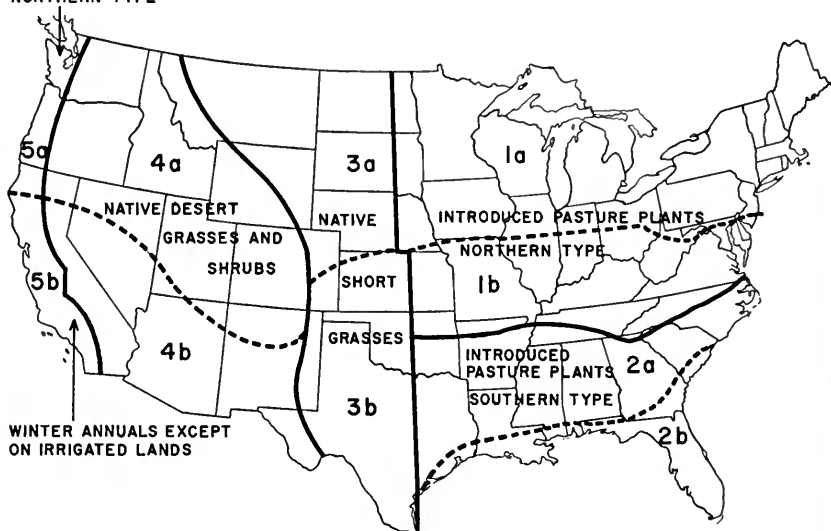 NORTHERN TYPE
5a
4a
3a
1a
NATIVE DESERT
NATIVE
INTRODUCED PASTURE PLANTS
GRASSES AND
NORTHERN TYPE
SHRUBS
SHORT
5b
1b
GRASSES
4b
INTRODUCED
PASTURE PLANTS
2a
3b
SOUTHERN TYPE
WINTER ANNUALS EXCEPT
ON IRRIGATED LANDS
2b